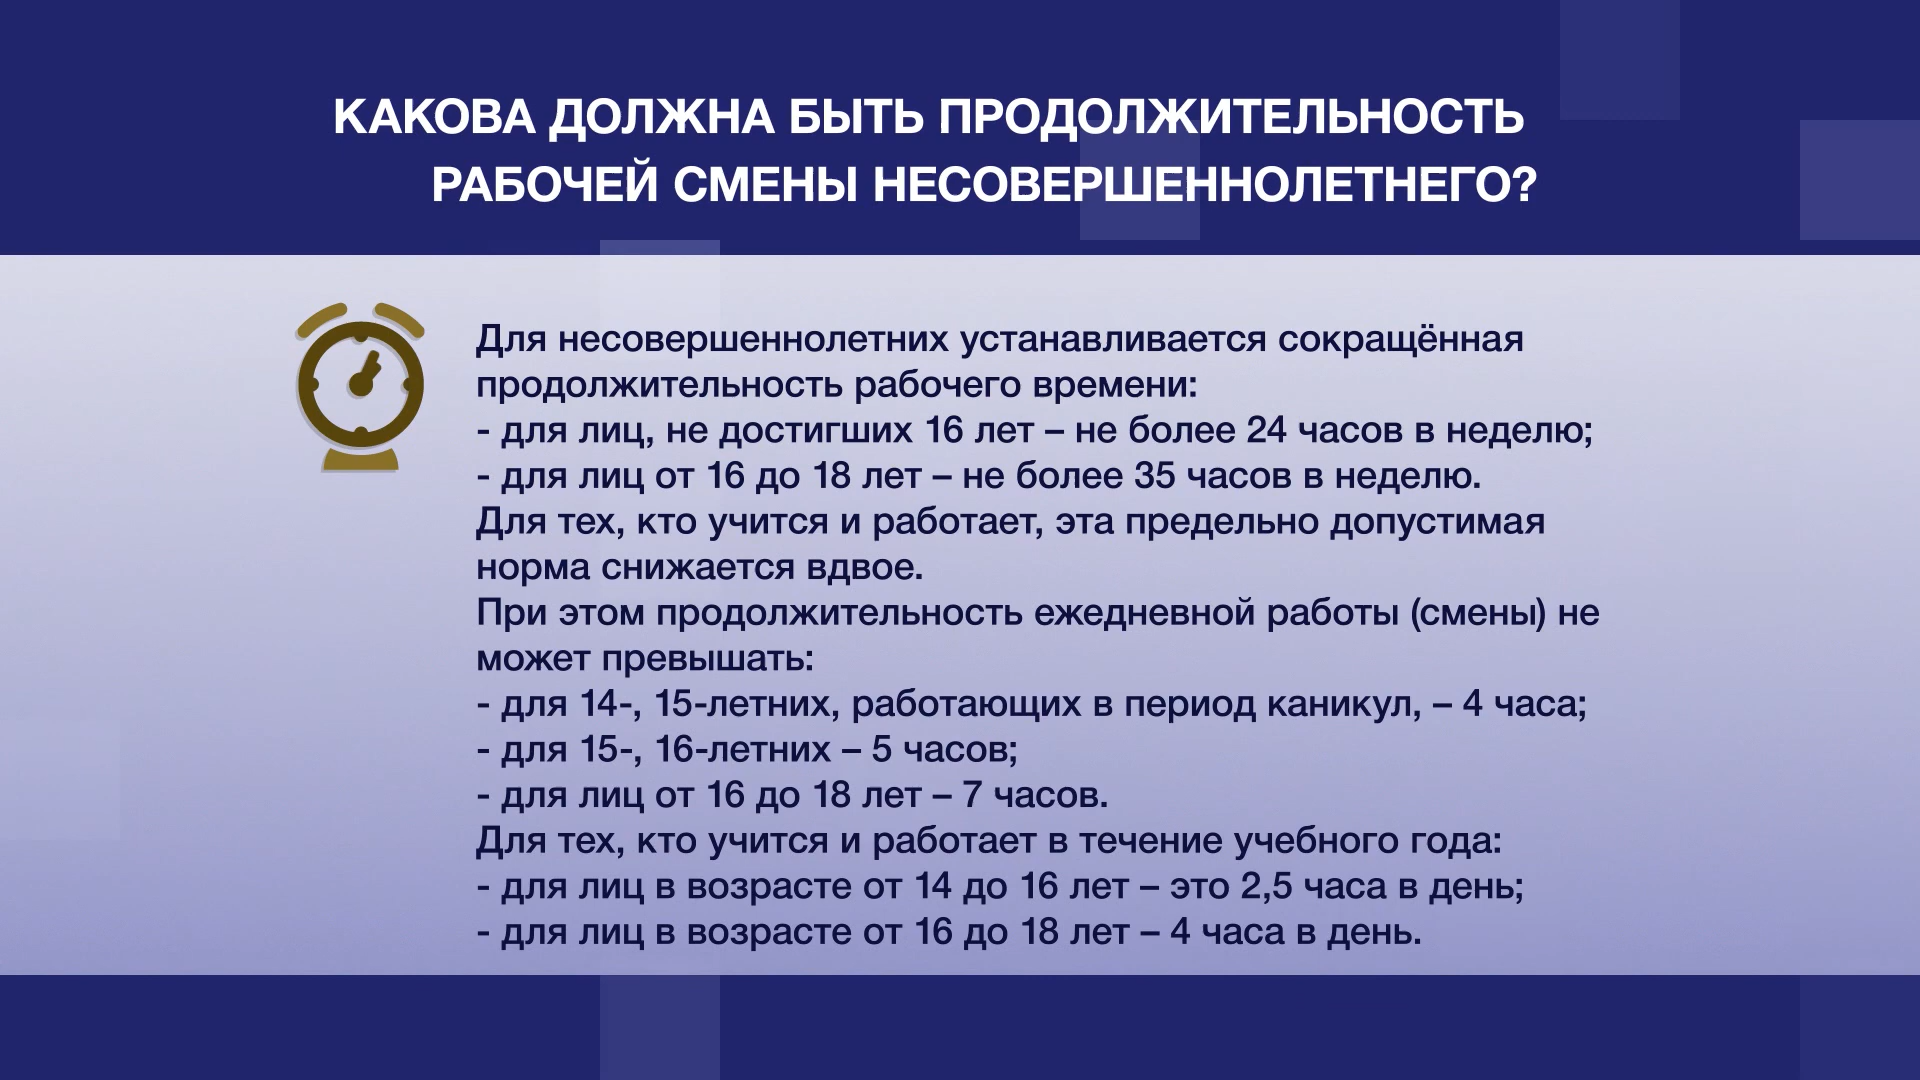 КАКОВА ДОЛЖНА БЫТЬ ПРОДОЛЖИТЕЛЬНОСТЬ
РАБОЧЕЙ СМЕНЫ НЕСОВЕРШЕННОЛЕТНЕГО?
Для несовершеннолетних устанавливается сокращённая
продолжительность рабочего времени:
- для лиц, не достигших 16 лет – не более 24 часов в неделю;
- для лиц от 16 до 18 лет – не более 35 часов в неделю.
Для тех, кто учится и работает, эта предельно допустимая
норма снижается вдвое.
При этом продолжительность ежедневной работы (смены) не
может превышать:
- для 14-, 15-летних, работающих в период каникул, – 4 часа;
- для 15-, 16-летних – 5 часов;
- для лиц от 16 до 18 лет – 7 часов.
Для тех, кто учится и работает в течение учебного года:
- для лиц в возрасте от 14 до 16 лет – это 2,5 часа в день;
- для лиц в возрасте от 16 до 18 лет – 4 часа в день.